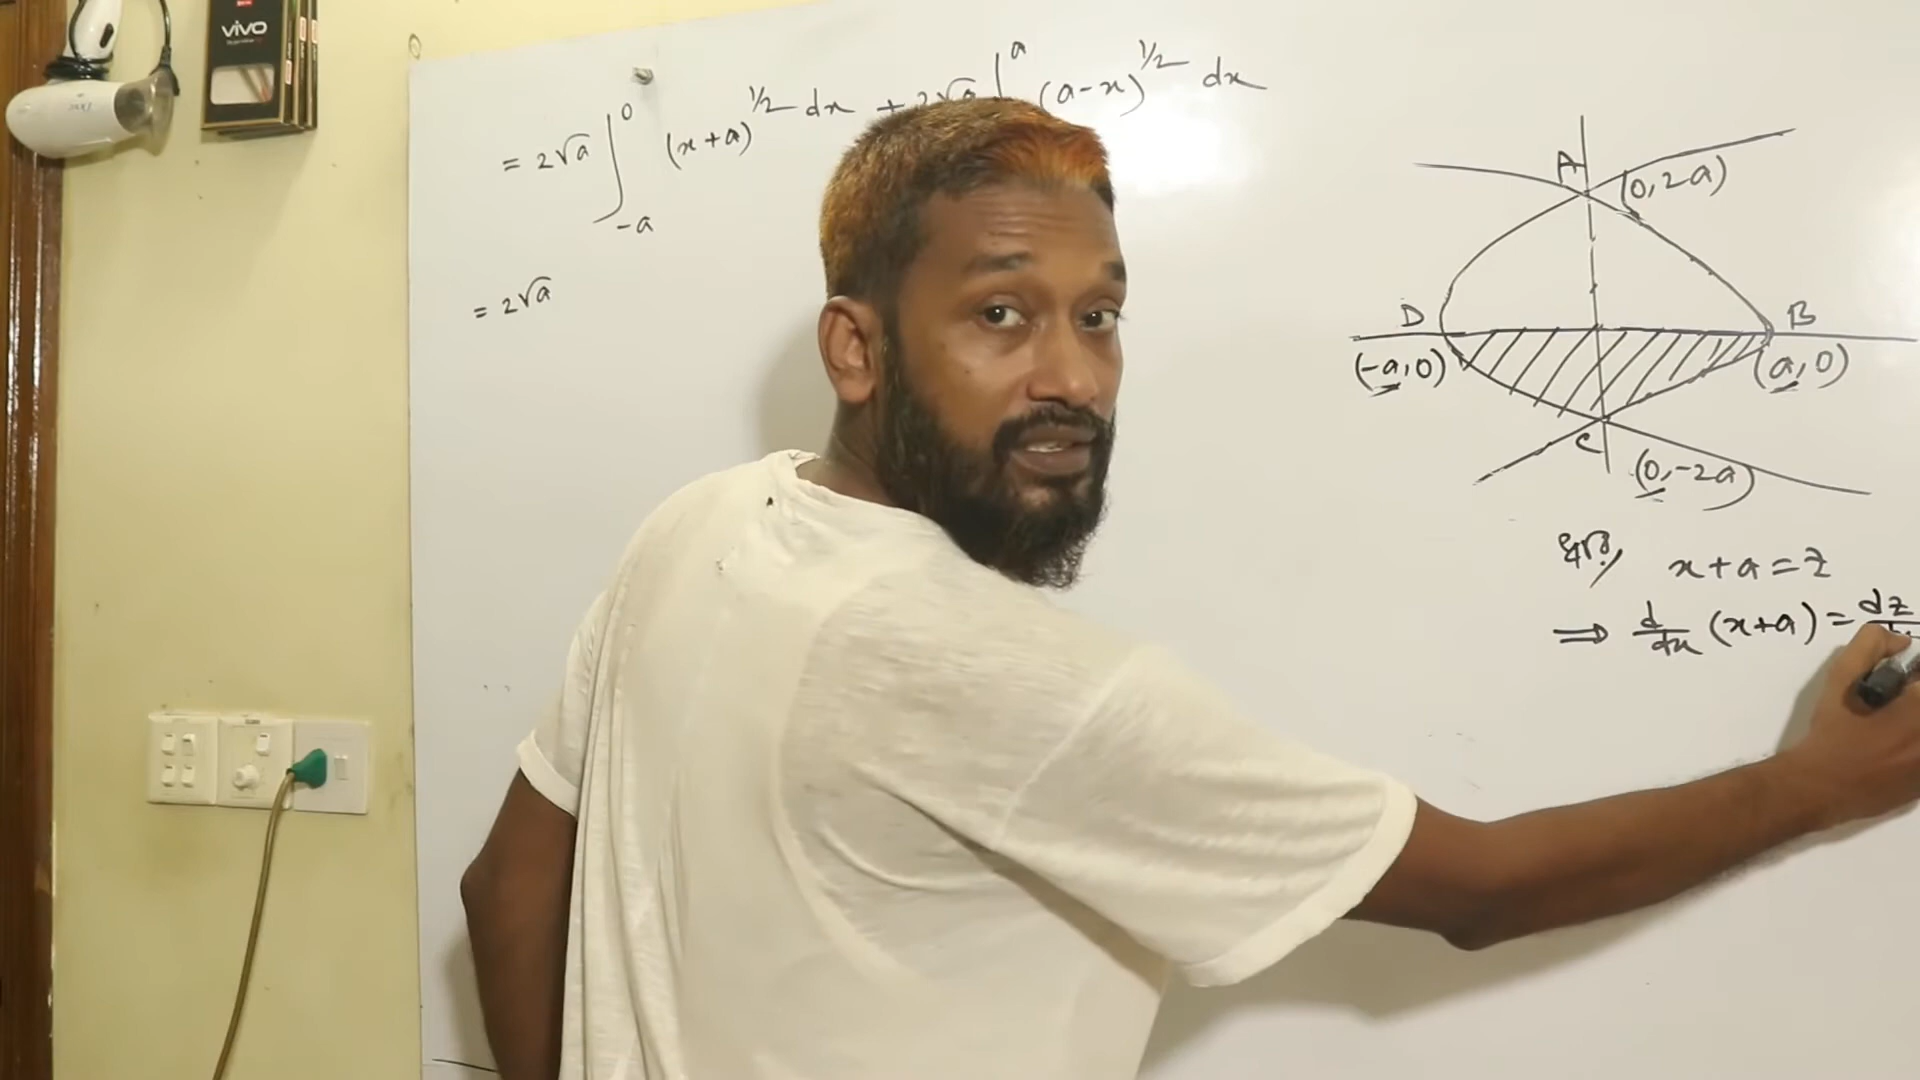 vivo
= 2√a ∫_{-a}^{0} (x+a)^{1/2} dx + 2√a ∫^{a} (a-x)^{1/2} dx
= 2√a
A
(0, 2a)
D
B
(-a, 0)
(a, 0)
C
(0, -2a)
ধরি, x+a = z
⇒ d/dx (x+a) = dz/dx